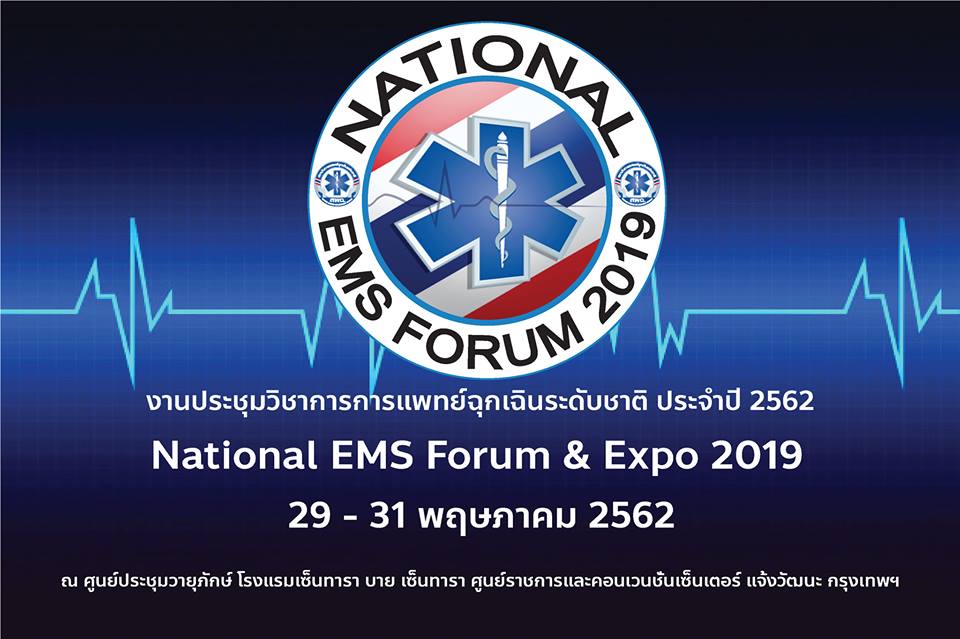 NATIONAL
EMS FORUM 2019
สพฉ.
สพฉ.
งานประชุมวิชาการการแพทย์ฉุกเฉินระดับชาติ ประจำปี 2562
National EMS Forum & Expo 2019
29 - 31 พฤษภาคม 2562
ณ ศูนย์ประชุมวายุภักษ์ โรงแรมเซ็นทารา บาย เซ็นทารา ศูนย์ราชการและคอนเวนชันเซ็นเตอร์ แจ้งวัฒนะ กรุงเทพฯ